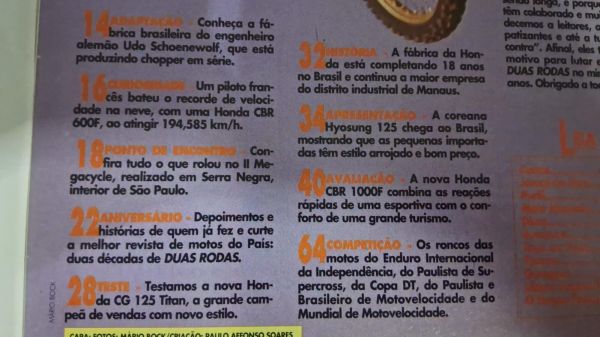 14 ADAPTAÇÃO - Conheça a fá-
brica brasileira do engenheiro
alemão Udo Schoenewolf, que está
produzindo chopper em série.
16 CURIOSIDADE - Um piloto fran-
cês bateu o recorde de veloci-
dade na neve, com uma Honda CBR
600F, ao atingir 194,585 km/h.
18 PONTO DE ENCONTRO - Con-
fira tudo o que rolou no II Me-
gacycle, realizado em Serra Negra,
interior de São Paulo.
22 ANIVERSÁRIO - Depoimentos e
histórias de quem já fez e curte
a melhor revista de motos do País:
duas décadas de DUAS RODAS.
28 TESTE - Testamos a nova Hon-
da CG 125 Titan, a grande cam-
peã de vendas com novo estilo.
MÁRIO BOCK
CAPA: FOTOS: MÁRIO BOCK/CRIAÇÃO: PAULO AFFONSO SOARES
32 HISTÓRIA - A fábrica da Hon-
da está completando 18 anos
no Brasil e continua a maior empresa
do distrito industrial de Manaus.
34 APRESENTAÇÃO - A coreana
Hyosung 125 chega ao Brasil,
mostrando que as pequenas importa-
das têm estilo arrojado e bom preço.
40 AVALIAÇÃO - A nova Honda
CBR 1000F combina as reações
rápidas de uma esportiva com o con-
forto de uma grande turismo.
64 COMPETIÇÃO - Os roncos das
motos do Enduro Internacional
da Independência, do Paulista de Su-
percross, da Copa DT, do Paulista e
Brasileiro de Motovelocidade e do
Mundial de Motovelocidade.
têm colaborado e mui
decemos a leitores, a
patizantes e até a tu
contra". Afinal, eles
motivo para lutar e
DUAS RODAS no mi
anos. Obrigado a to